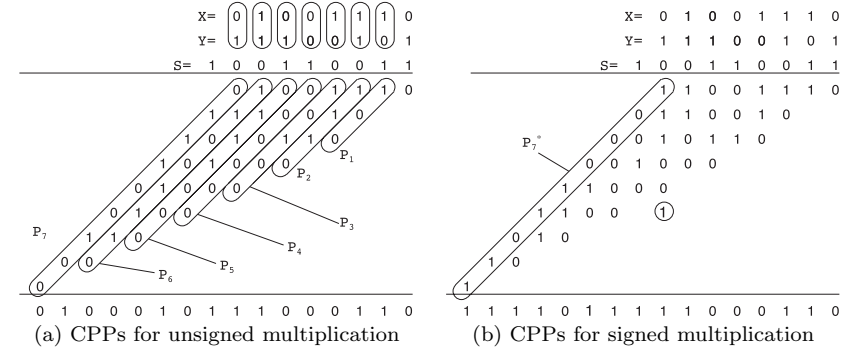 X= 0 1 0 0 1 1 1 0
Y= 1 1 1 0 0 1 0 1
S= 1 0 0 1 1 0 0 1 1
0 1 0 0 1 1 1 0
1 1 1 0 0 1 0
1 0 1 0 1 1 0
1 0 1 0 0 0
0 1 0 0 0
0 1 0 0
1 1 0
0 0
0
P1
P2
P3
P4
P5
P6
P7
0 1 0 0 0 1 0 1 1 1 0 0 0 1 1 0
(a) CPPs for unsigned multiplication
X= 0 1 0 0 1 1 1 0
Y= 1 1 1 0 0 1 0 1
S= 1 0 0 1 1 0 0 1 1
1 1 0 0 1 1 1 0
0 1 1 0 0 1 0
0 0 1 0 1 1 0
0 0 1 0 0 0
1 1 0 0 0
1 1 0 0 1
0 1 0
1 0
1
P7*
1 1 1 1 0 1 1 1 1 1 0 0 0 1 1 0
(b) CPPs for signed multiplication